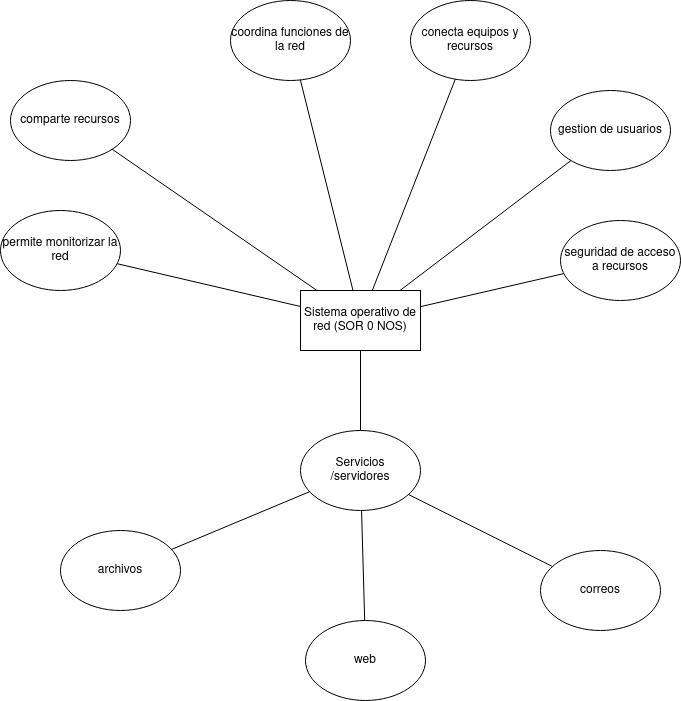 coordina funciones de
la red
conecta equipos y
recursos
comparte recursos
gestion de usuarios
permite monitorizar la
red
seguridad de acceso
a recursos
Sistema operativo de
red (SOR 0 NOS)
Servicios
/servidores
archivos
correos
web